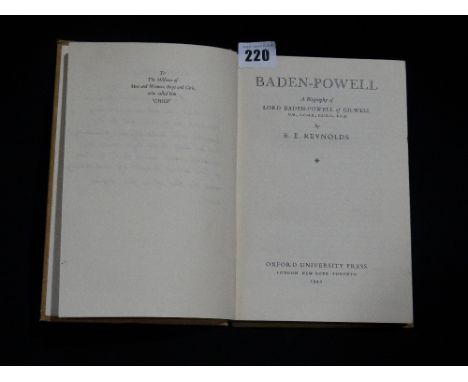 To
The Millions of
Men and Women, Boys and Girls,
who called him
'CHIEF'
220
BADEN-POWELL
A Biography of
LORD BADEN-POWELL of GILWELL
by
E. E. REYNOLDS
OXFORD UNIVERSITY PRESS
LONDON NEW YORK TORONTO